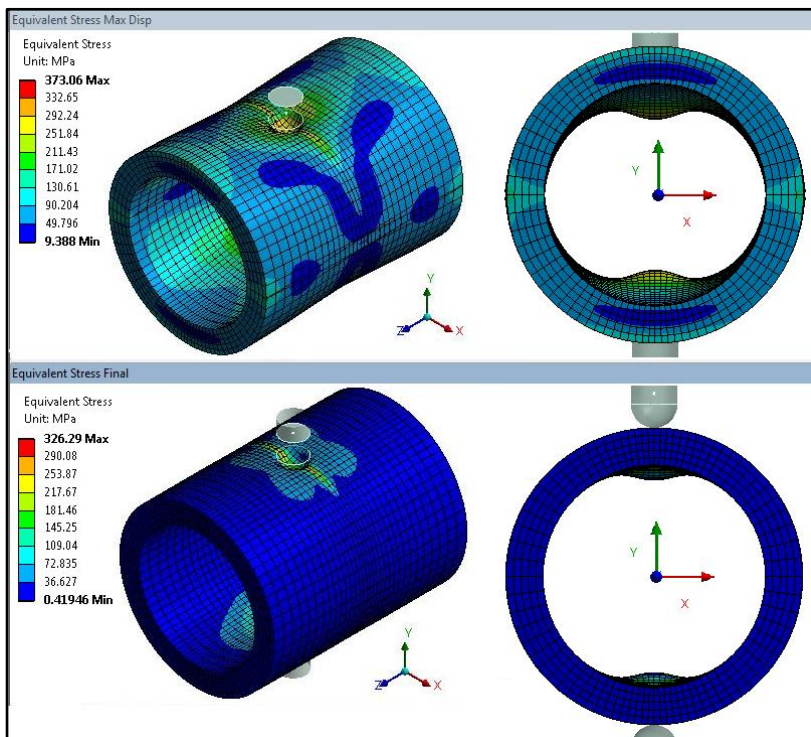 Equivalent Stress Max Disp
Equivalent Stress
Unit: MPa
373.06 Max
332.65
292.24
251.84
211.43
171.02
130.61
90.204
49.796
9.388 Min
Y
Z
X
Y
X
Equivalent Stress Final
Equivalent Stress
Unit: MPa
326.29 Max
290.08
253.87
217.67
181.46
145.25
109.04
72.835
36.627
0.41946 Min
Y
Z
X
Y
X